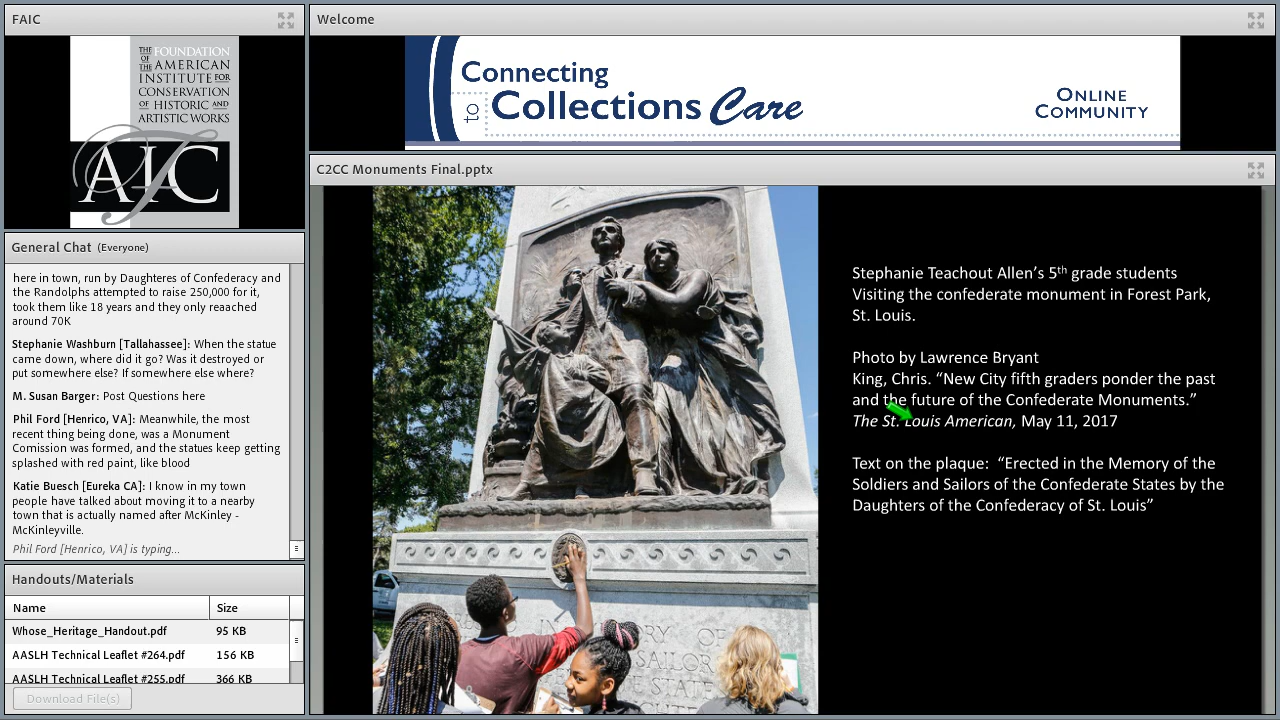 FAIC
THE FOUNDATION
OF THE AMERICAN
INSTITUTE FOR
CONSERVATION
OF HISTORIC AND
ARTISTIC WORKS
AIC
General Chat (Everyone)
here in town, run by Daughteres of Confederacy and
the Randolphs attempted to raise 250,000 for it,
took them like 18 years and they only reaached
around 70K
Stephanie Washburn [Tallahassee]: When the statue
came down, where did it go? Was it destroyed or
put somewhere else? If somewhere else where?
M. Susan Barger: Post Questions here
Phil Ford [Henrico, VA]: Meanwhile, the most
recent thing being done, was a Monument
Comission was formed, and the statues keep getting
splashed with red paint, like blood
Katie Buesch [Eureka CA]: I know in my town
people have talked about moving it to a nearby
town that is actually named after McKinley -
McKinleyville.
Phil Ford [Henrico, VA] is typing...
Handouts/Materials
Name Size
Whose_Heritage_Handout.pdf 95 KB
AASLH Technical Leaflet #264.pdf 156 KB
AASLH Technical Leaflet #255.pdf 366 KB
Download File(s)
Welcome
Connecting
to Collections Care
ONLINE
COMMUNITY
C2CC Monuments Final.pptx
Stephanie Teachout Allen’s 5th grade students
Visiting the confederate monument in Forest Park,
St. Louis.
Photo by Lawrence Bryant
King, Chris. “New City fifth graders ponder the past
and the future of the Confederate Monuments.”
The St. Louis American, May 11, 2017
Text on the plaque: “Erected in the Memory of the
Soldiers and Sailors of the Confederate States by the
Daughters of the Confederacy of St. Louis”